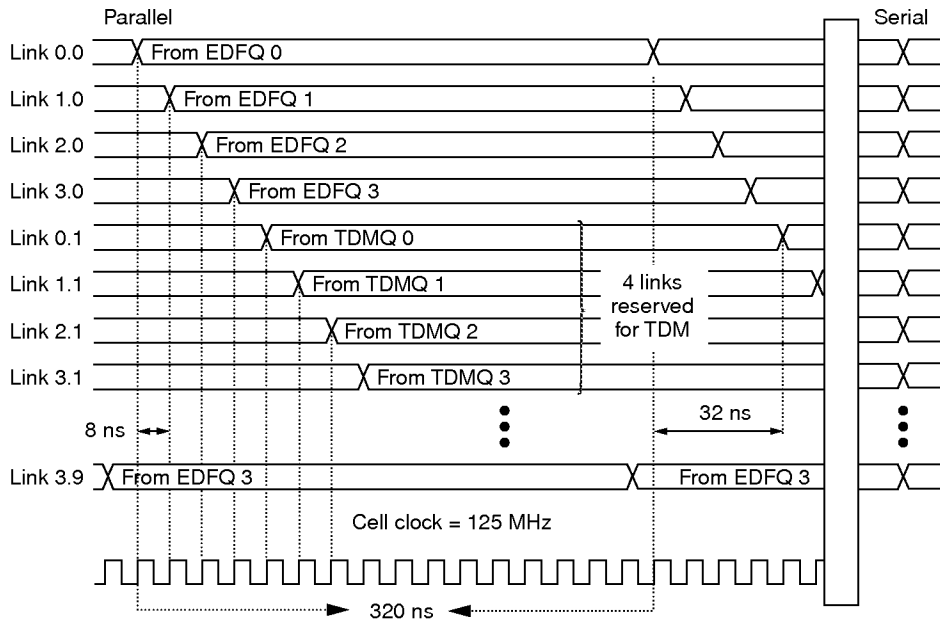 Parallel Serial
Link 0.0 From EDFQ 0
Link 1.0 From EDFQ 1
Link 2.0 From EDFQ 2
Link 3.0 From EDFQ 3
Link 0.1 From TDMQ 0
Link 1.1 From TDMQ 1
Link 2.1 From TDMQ 2
Link 3.1 From TDMQ 3
4 links
reserved
for TDM
8 ns 32 ns
Link 3.9 From EDFQ 3 From EDFQ 3
Cell clock = 125 MHz
320 ns